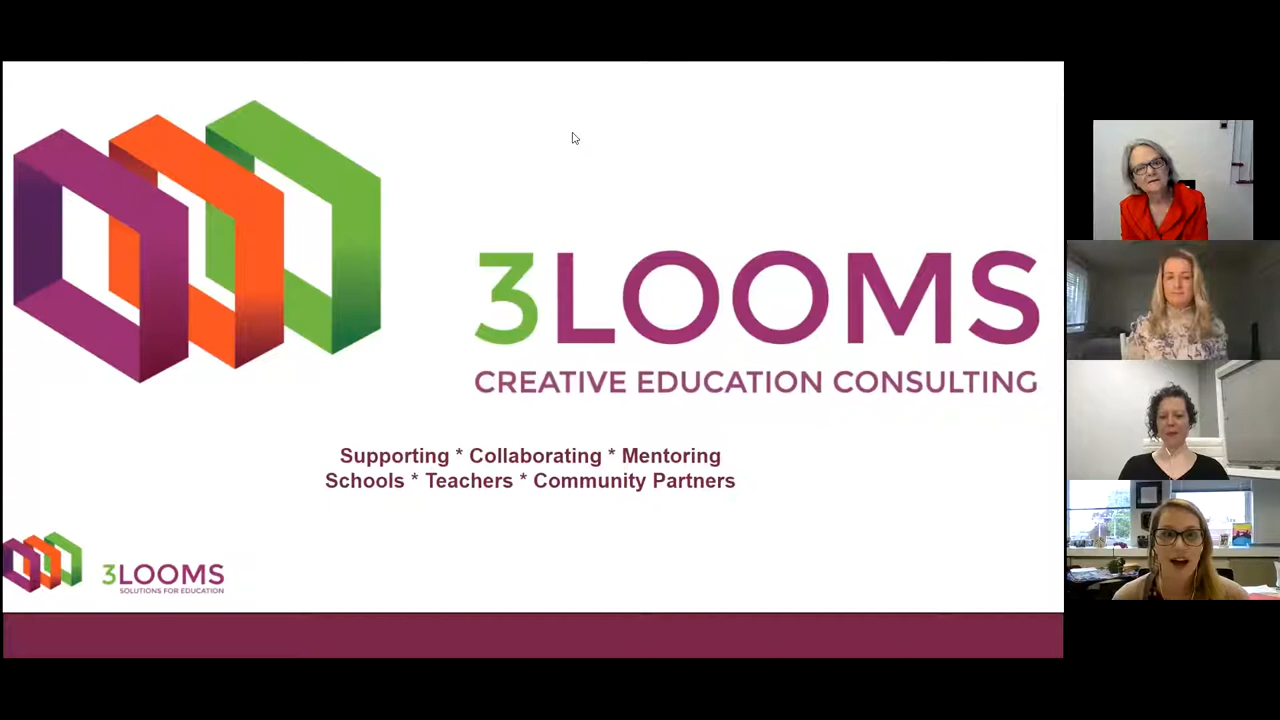 3LOOMS
CREATIVE EDUCATION CONSULTING
Supporting * Collaborating * Mentoring
Schools * Teachers * Community Partners
3LOOMS
SOLUTIONS FOR EDUCATION